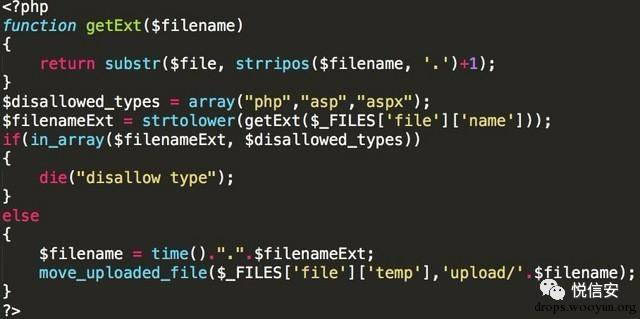 <?php
function getExt($filename)
{
    return substr($file, strripos($filename, '.')+1);
}
$disallowed_types = array("php","asp","aspx");
$filenameExt = strtolower(getExt($_FILES['file']['name']));
if(in_array($filenameExt, $disallowed_types))
{
    die("disallow type");
}
else
{
    $filename = time().".".$filenameExt;
    move_uploaded_file($_FILES['file']['temp'],'upload/'.$filename);
}
?>
悦信安
drops.wooyun.org